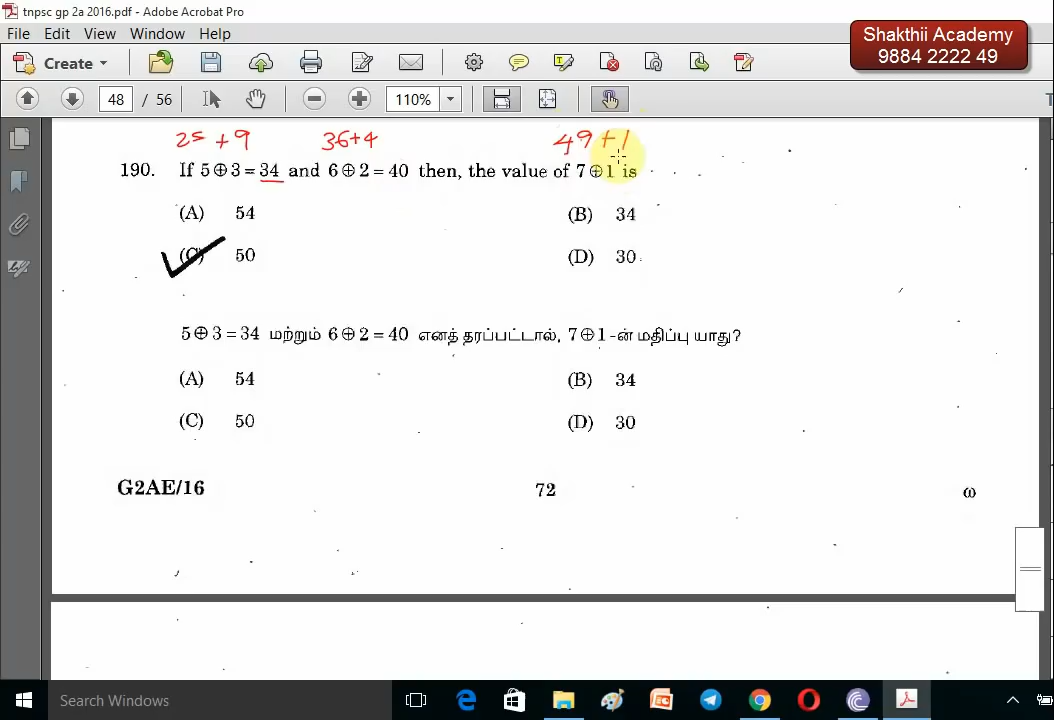 tnpsc gp 2a 2016.pdf - Adobe Acrobat Pro
File Edit View Window Help
Shakthii Academy
9884 2222 49
Create
48 / 56 110%
25 + 9 36+4 49 + 1
190. If 5 ⊕ 3 = 34 and 6 ⊕ 2 = 40 then, the value of 7 ⊕ 1 is
(A) 54 (B) 34
(C) 50 (D) 30
5 ⊕ 3 = 34 மற்றும் 6 ⊕ 2 = 40 எனத் தரப்பட்டால், 7 ⊕ 1 -ன் மதிப்பு யாது?
(A) 54 (B) 34
(C) 50 (D) 30
G2AE/16 72 ω
Search Windows